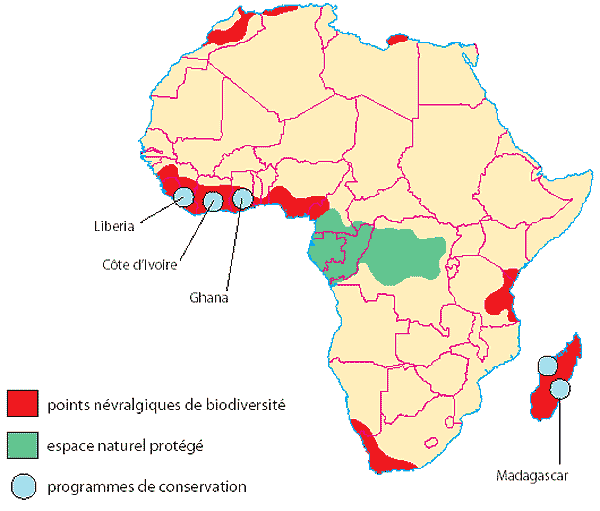 Liberia
Côte d'Ivoire
Ghana
points névralgiques de biodiversité
espace naturel protégé
programmes de conservation
Madagascar